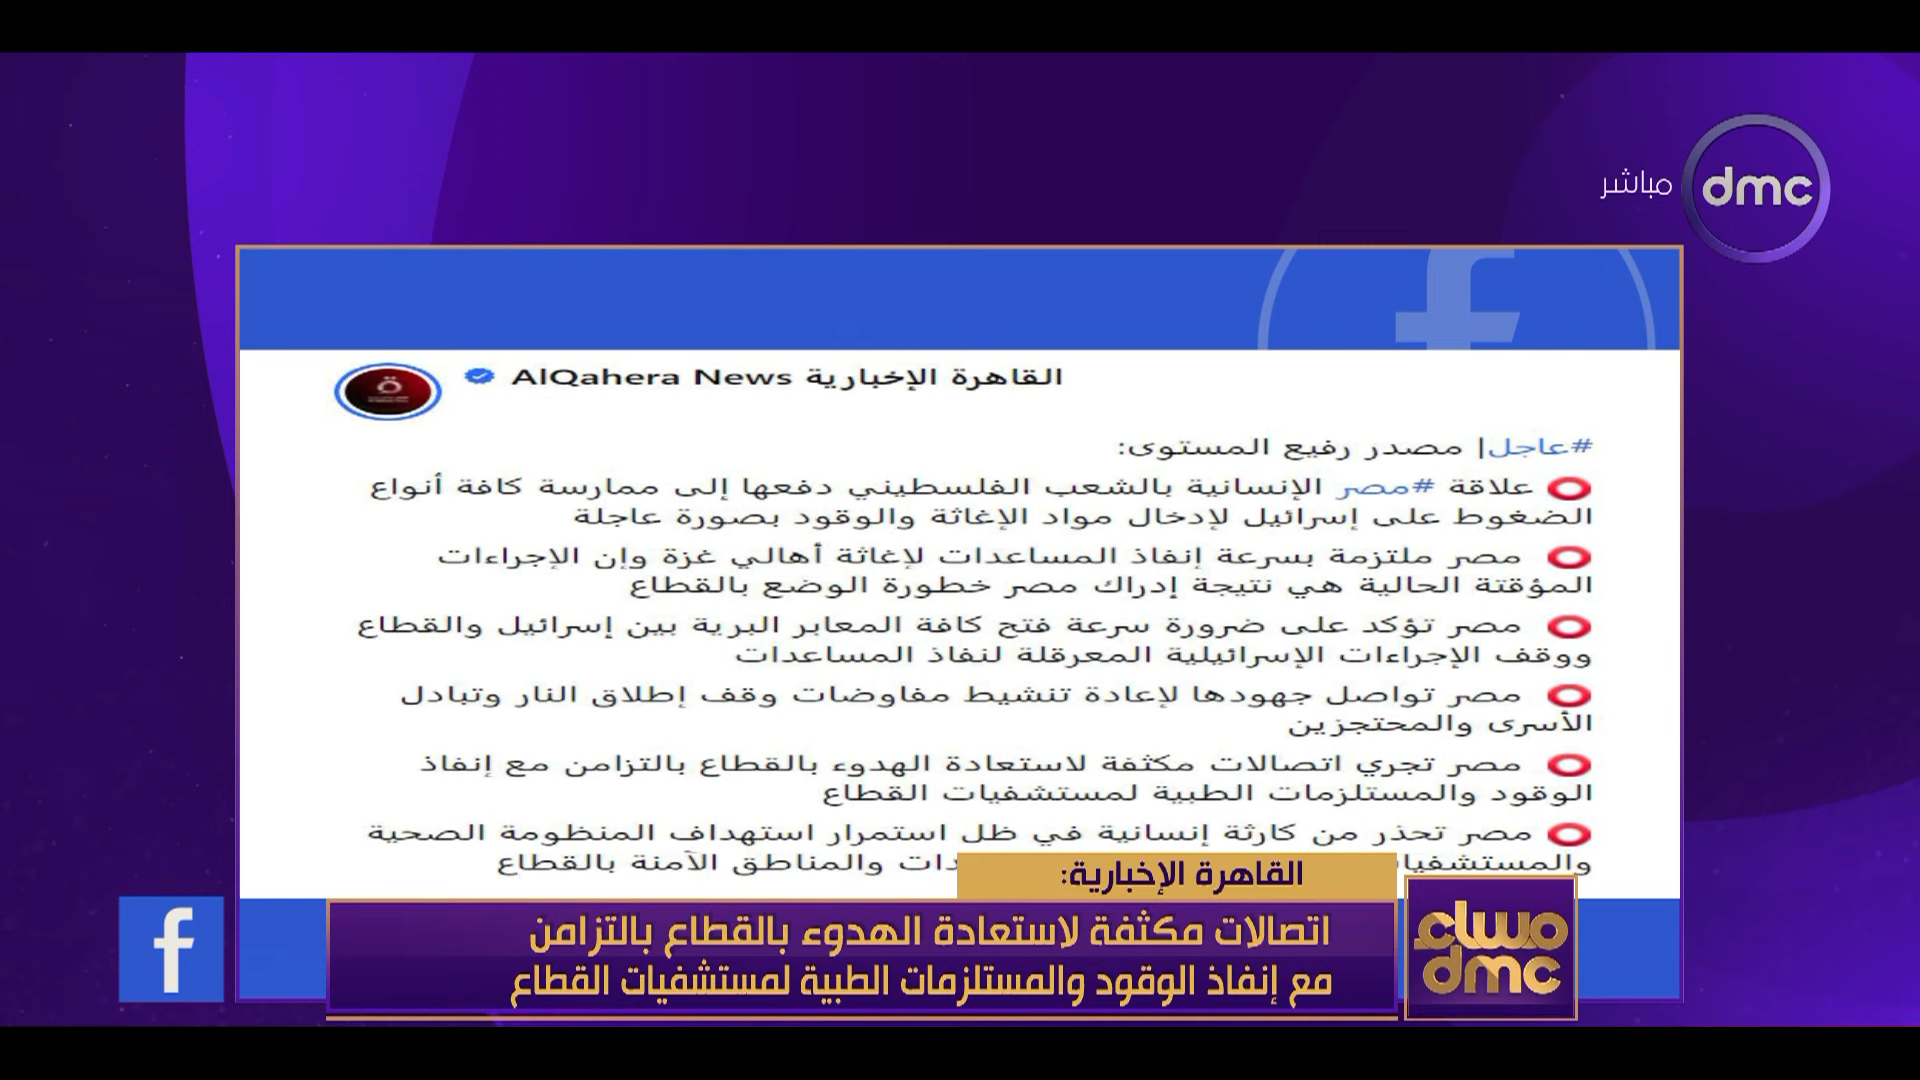 مباشر
dmc
القاهرة الإخبارية AlQahera News
#عاجل| مصدر رفيع المستوى:
علاقة #مصر الإنسانية بالشعب الفلسطيني دفعها إلى ممارسة كافة أنواع
الضغوط على إسرائيل لإدخال مواد الإغاثة والوقود بصورة عاجلة
مصر ملتزمة بسرعة إنفاذ المساعدات لإغاثة أهالي غزة وإن الإجراءات
المؤقتة الحالية هي نتيجة إدراك مصر خطورة الوضع بالقطاع
مصر تؤكد على ضرورة سرعة فتح كافة المعابر البرية بين إسرائيل والقطاع
ووقف الإجراءات الإسرائيلية المعرقلة لنفاذ المساعدات
مصر تواصل جهودها لإعادة تنشيط مفاوضات وقف إطلاق النار وتبادل
الأسرى والمحتجزين
مصر تجري اتصالات مكثفة لاستعادة الهدوء بالقطاع بالتزامن مع إنفاذ
الوقود والمستلزمات الطبية لمستشفيات القطاع
مصر تحذر من كارثة إنسانية في ظل استمرار استهداف المنظومة الصحية
والمناطق الآمنة بالقطاع
القاهرة الإخبارية:
اتصالات مكثفة لاستعادة الهدوء بالقطاع بالتزامن
مع إنفاذ الوقود والمستلزمات الطبية لمستشفيات القطاع
مساء
dmc